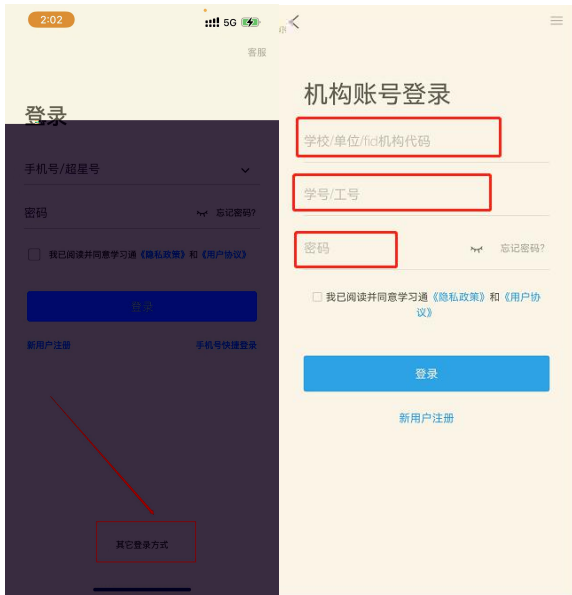 2:02
5G
客服
登录
手机号/超星号
密码
忘记密码?
我已阅读并同意学习通《隐私政策》和《用户协议》
登录
新用户注册
手机号快捷登录
其它登录方式
机构账号登录
学校/单位/fid机构代码
学号/工号
密码
忘记密码?
我已阅读并同意学习通《隐私政策》和《用户协
议》
登录
新用户注册